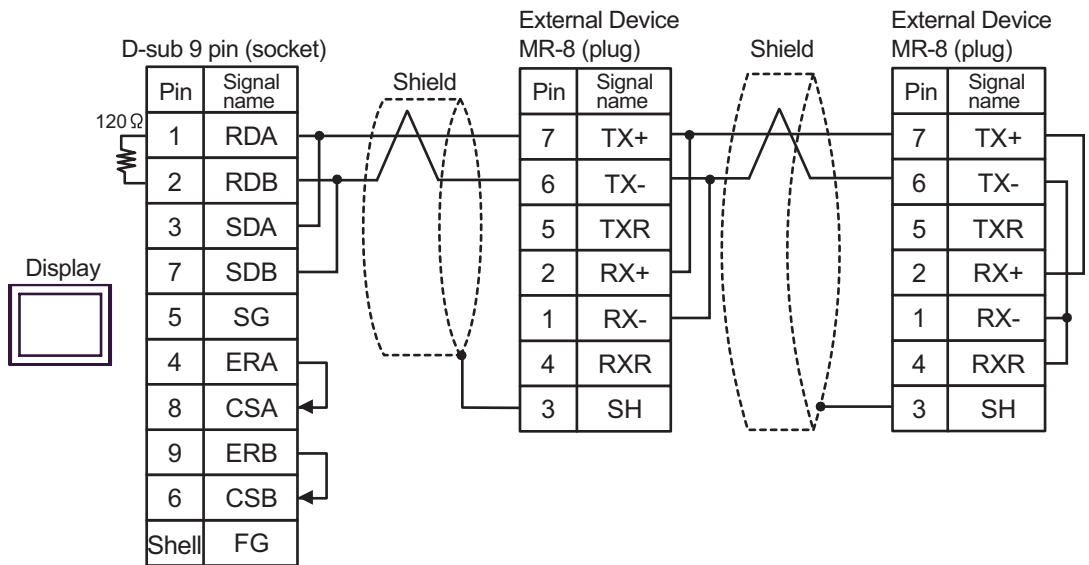 D-sub 9 pin (socket)
Pin Signal name
1 RDA
2 RDB
3 SDA
7 SDB
5 SG
4 ERA
8 CSA
9 ERB
6 CSB
Shell FG
120Ω
Display
Shield
External Device
MR-8 (plug)
Pin Signal name
7 TX+
6 TX-
5 TXR
2 RX+
1 RX-
4 RXR
3 SH
Shield
External Device
MR-8 (plug)
Pin Signal name
7 TX+
6 TX-
5 TXR
2 RX+
1 RX-
4 RXR
3 SH